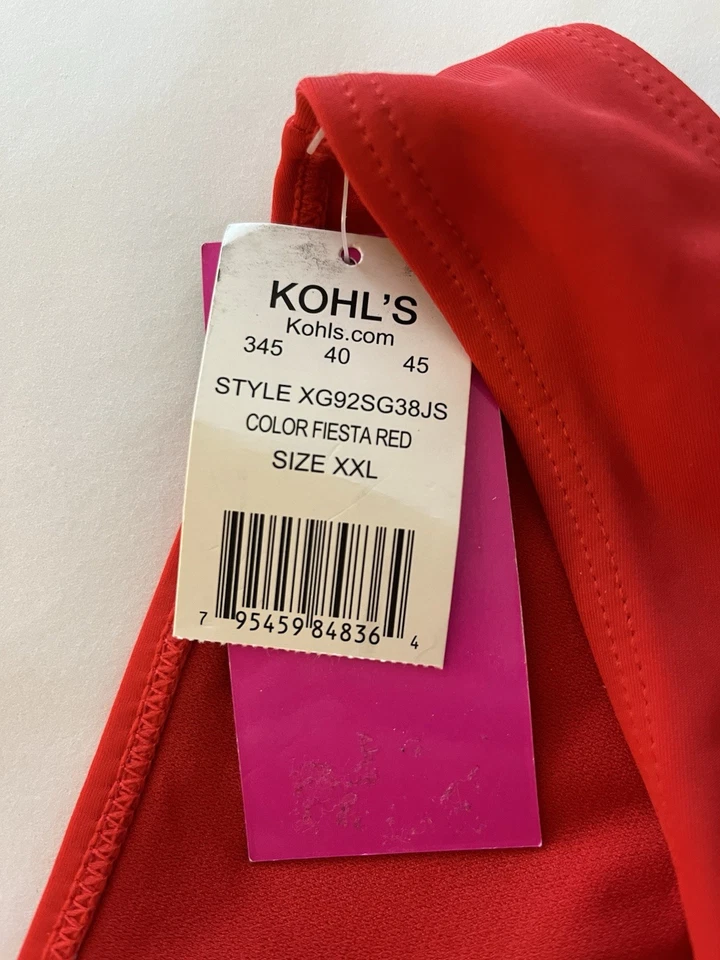 KOHL'S
Kohls.com
345 40 45
STYLE XG92SG38JS
COLOR FIESTA RED
SIZE XXL
7 95459 84836 4